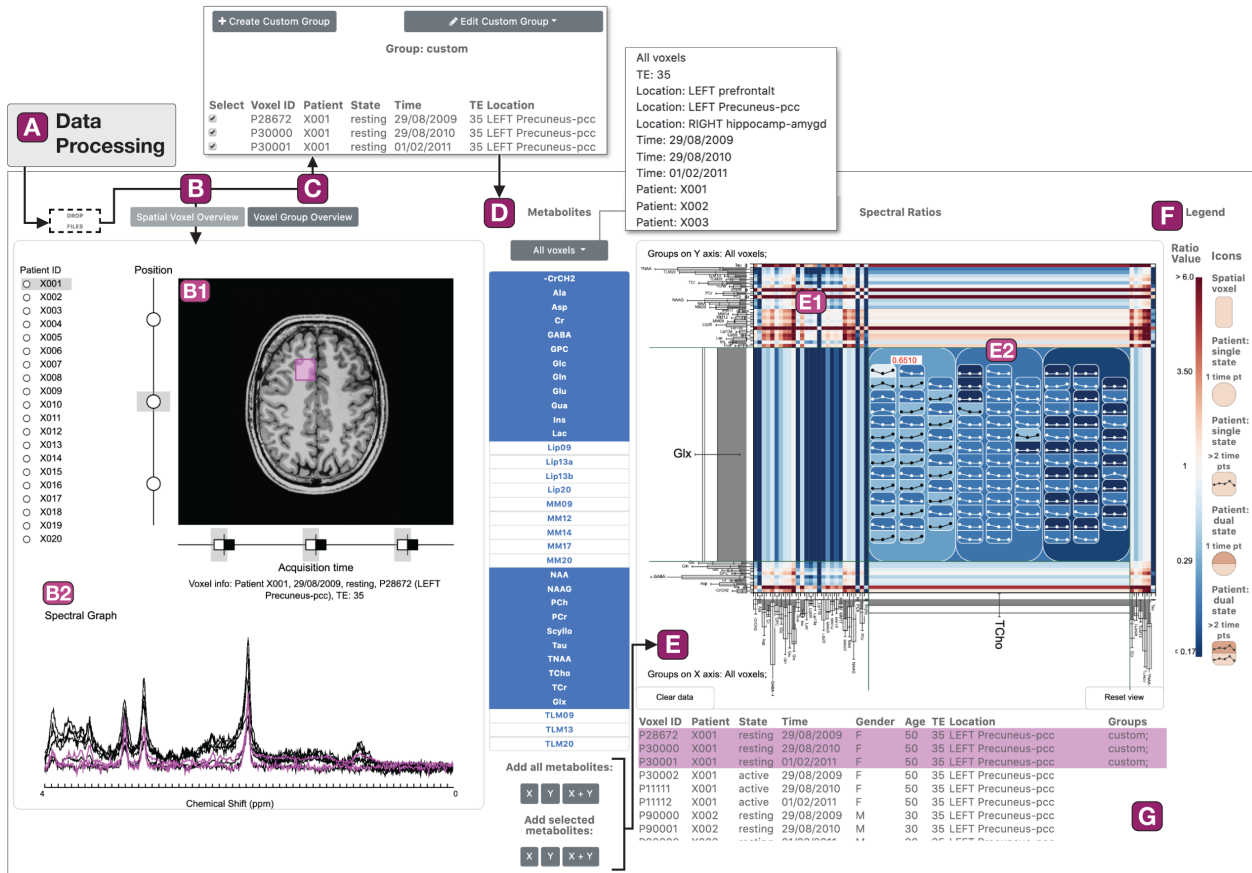 Create Custom Group
Edit Custom Group
Group: custom
Select Voxel ID Patient State Time TE Location
P28672 X001 resting 29/08/2009 35 LEFT Precuneus-pcc
P30000 X001 resting 29/08/2010 35 LEFT Precuneus-pcc
P30001 X001 resting 01/02/2011 35 LEFT Precuneus-pcc
All voxels
TE: 35
Location: LEFT prefrontalt
Location: LEFT Precuneus-pcc
Location: RIGHT hippocamp-amygd
Time: 29/08/2009
Time: 29/08/2010
Time: 01/02/2011
Patient: X001
Patient: X002
Patient: X003
A Data
Processing
B
C
D
DROP
FILES
Spatial Voxel Overview
Voxel Group Overview
Patient ID
X001
X002
X003
X004
X005
X006
X007
X008
X009
X010
X011
X012
X013
X014
X015
X016
X017
X018
X019
X020
Position
B1
Acquisition time
Voxel info: Patient X001, 29/08/2009, resting, P28672 (LEFT
Precuneus-pcc), TE: 35
B2
Spectral Graph
4
0
Chemical Shift (ppm)
Metabolites
All voxels
-CrCH2
Ala
Asp
Cr
GABA
GPC
Glc
Gln
Glu
Gua
Ins
Lac
Lip09
Lip13a
Lip13b
Lip20
MM09
MM12
MM14
MM17
MM20
NAA
NAAG
PCh
PCr
Scyllo
Tau
TNAA
TCho
TCr
Glx
TLM09
TLM13
TLM20
Add all metabolites:
X Y X + Y
Add selected
metabolites:
X Y X + Y
Spectral Ratios
Groups on Y axis: All voxels;
E1
E2
0.6510
Glx
TCho
E
Groups on X axis: All voxels;
Clear data
Reset view
F Legend
Ratio
Value
> 6.0
3.50
1
0.29
< 0.17
Icons
Spatial
voxel
Patient:
single
state
1 time pt
Patient:
single
state
>2 time
pts
Patient:
dual
state
1 time pt
Patient:
dual
state
>2 time
pts
Voxel ID Patient State Time Gender Age TE Location Groups
P28672 X001 resting 29/08/2009 F 50 35 LEFT Precuneus-pcc custom;
P30000 X001 resting 29/08/2010 F 50 35 LEFT Precuneus-pcc custom;
P30001 X001 resting 01/02/2011 F 50 35 LEFT Precuneus-pcc custom;
P30002 X001 active 29/08/2009 F 50 35 LEFT Precuneus-pcc
P11111 X001 active 29/08/2010 F 50 35 LEFT Precuneus-pcc
P11112 X001 active 01/02/2011 F 50 35 LEFT Precuneus-pcc
P90000 X002 resting 29/08/2009 M 30 35 LEFT Precuneus-pcc
P90001 X002 resting 29/08/2010 M 30 35 LEFT Precuneus-pcc
G